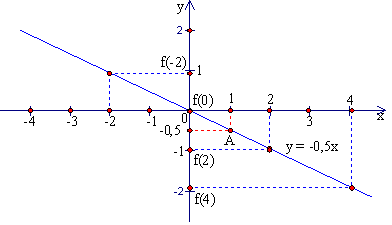 y
2
f(-2)
1
f(0)
1
2
3
4
-4
-3
-2
-1
0
x
-0,5
A
-1
f(2)
y = -0,5x
-2
f(4)